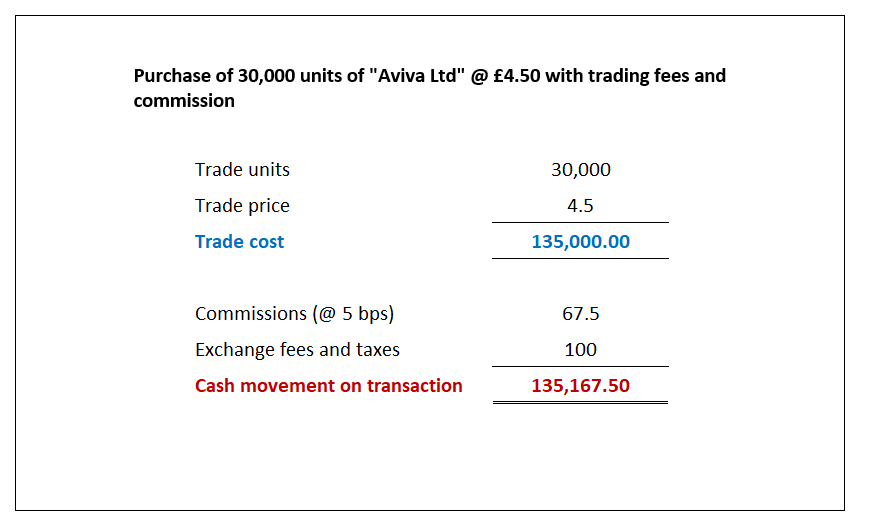 Purchase of 30,000 units of "Aviva Ltd" @ £4.50 with trading fees and
commission
Trade units 30,000
Trade price 4.5
Trade cost 135,000.00
Commissions (@ 5 bps) 67.5
Exchange fees and taxes 100
Cash movement on transaction 135,167.50